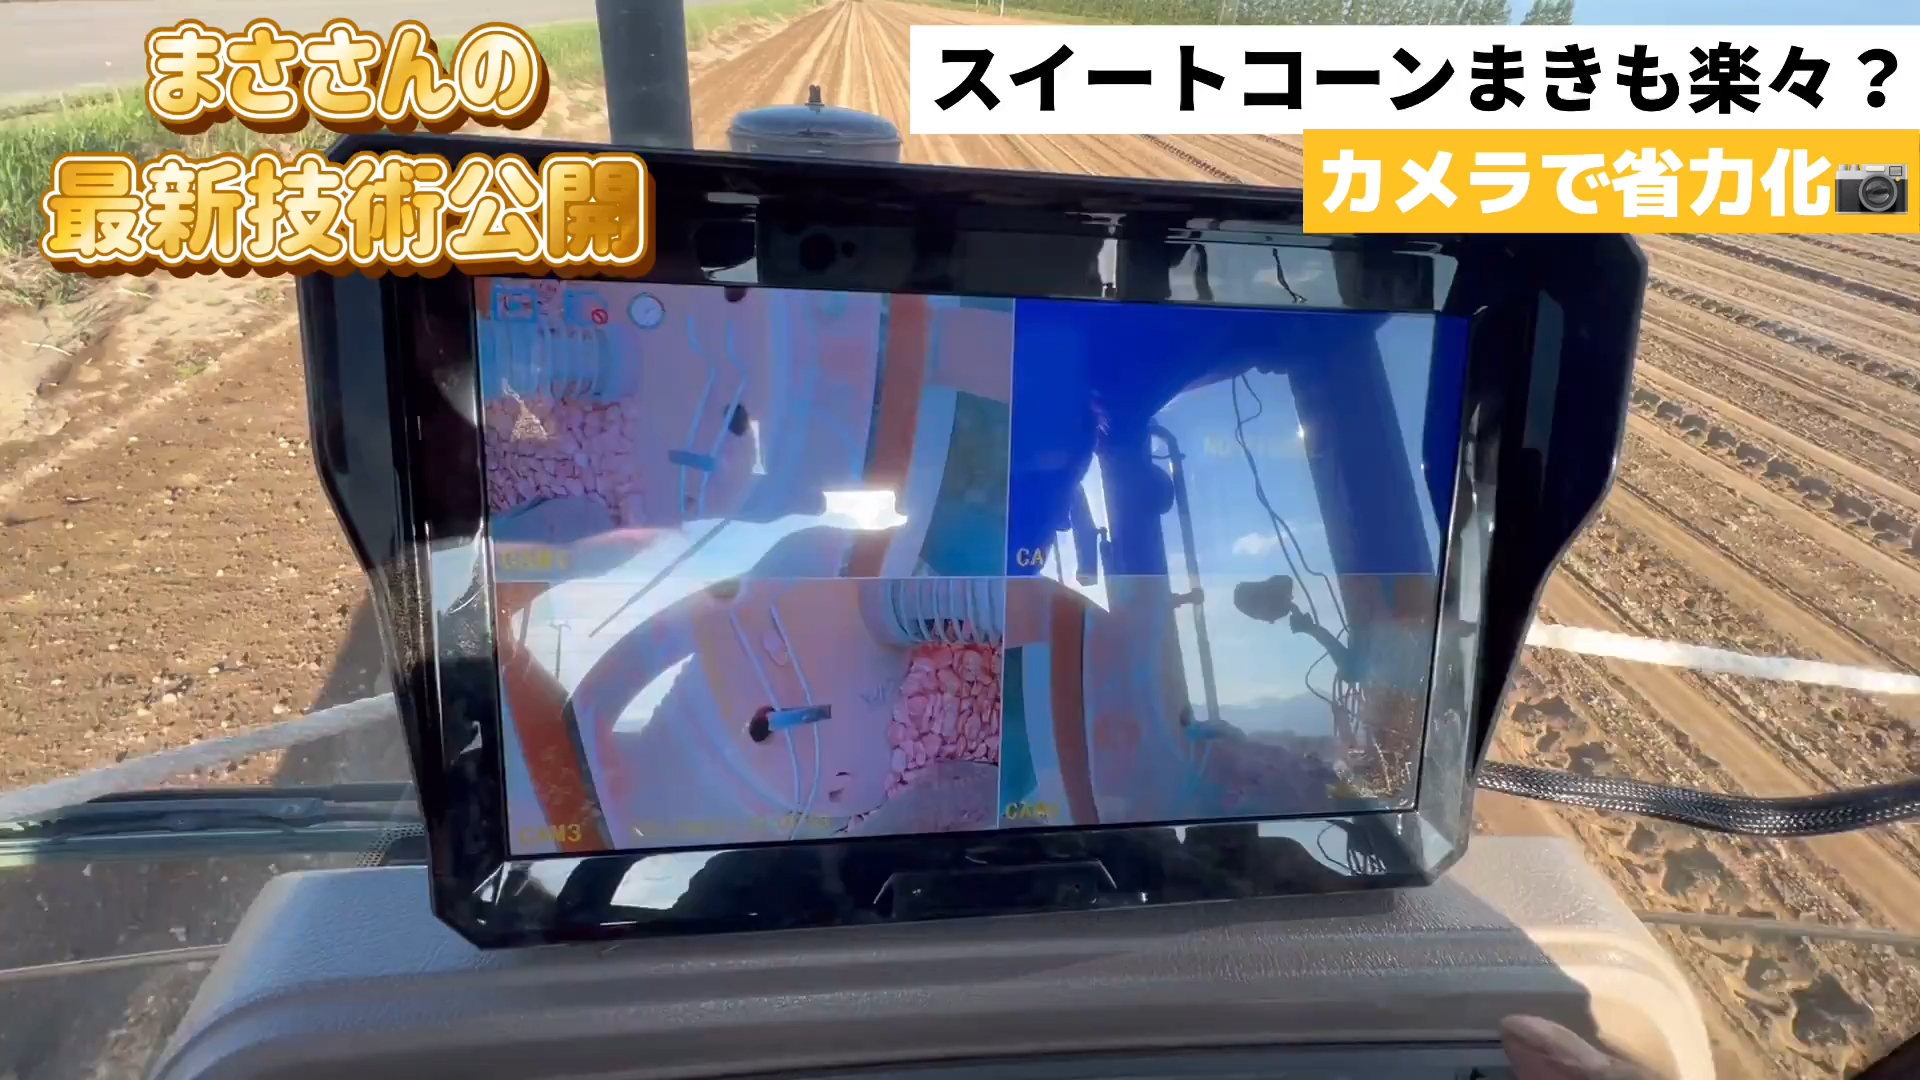 まささんの
最新技術公開
スイートコーンまきも楽々？
カメラで省力化
CAM3